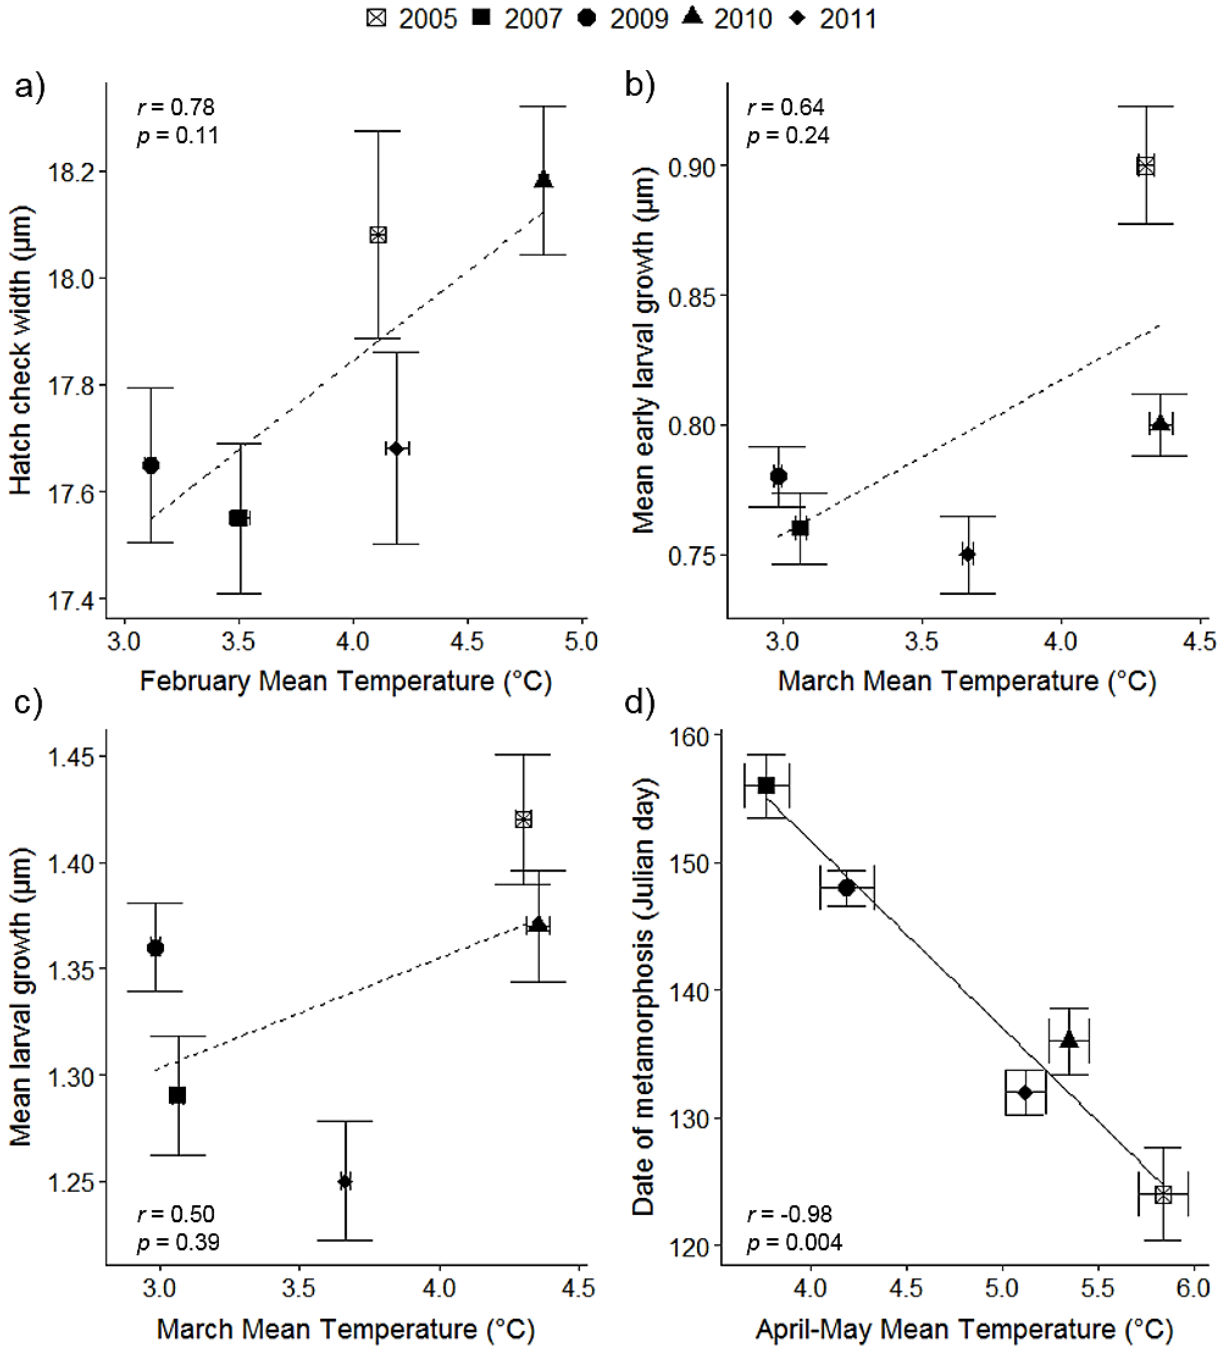 2005 2007 2009 2010 2011
a)
r = 0.78
p = 0.11
18.2
18.0
17.8
17.6
17.4
Hatch check width (µm)
3.0 3.5 4.0 4.5 5.0
February Mean Temperature (°C)
b)
r = 0.64
p = 0.24
0.90
0.85
0.80
0.75
Mean early larval growth (µm)
3.0 3.5 4.0 4.5
March Mean Temperature (°C)
c)
1.45
1.40
1.35
1.30
1.25
Mean larval growth (µm)
r = 0.50
p = 0.39
3.0 3.5 4.0 4.5
March Mean Temperature (°C)
d)
160
150
140
130
120
Date of metamorphosis (Julian day)
r = -0.98
p = 0.004
4.0 4.5 5.0 5.5 6.0
April-May Mean Temperature (°C)